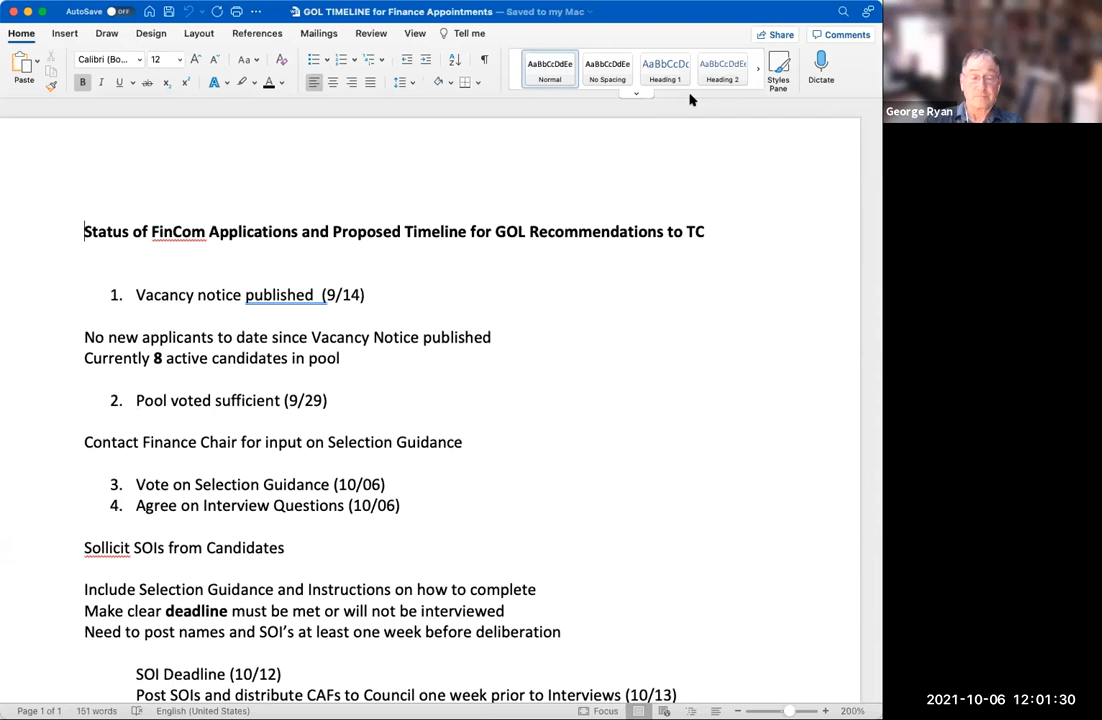 AutoSave OFF GOL TIMELINE for Finance Appointments — Saved to my Mac
Home Insert Draw Design Layout References Mailings Review View Tell me Share Comments
Paste Calibri (Bo... 12 Aa AaBbCcDdEe AaBbCcDdEe AaBbCcDc AaBbCcDdEe
Normal No Spacing Heading 1 Heading 2 Styles Pane Dictate
B I U ab x₂ x² A A
George Ryan
Status of FinCom Applications and Proposed Timeline for GOL Recommendations to TC
1. Vacancy notice published (9/14)
No new applicants to date since Vacancy Notice published
Currently 8 active candidates in pool
2. Pool voted sufficient (9/29)
Contact Finance Chair for input on Selection Guidance
3. Vote on Selection Guidance (10/06)
4. Agree on Interview Questions (10/06)
Sollicit SOIs from Candidates
Include Selection Guidance and Instructions on how to complete
Make clear deadline must be met or will not be interviewed
Need to post names and SOI's at least one week before deliberation
SOI Deadline (10/12)
Post SOIs and distribute CAFs to Council one week prior to Interviews (10/13)
Page 1 of 1 151 words English (United States) Focus 200%
2021-10-06 12:01:30